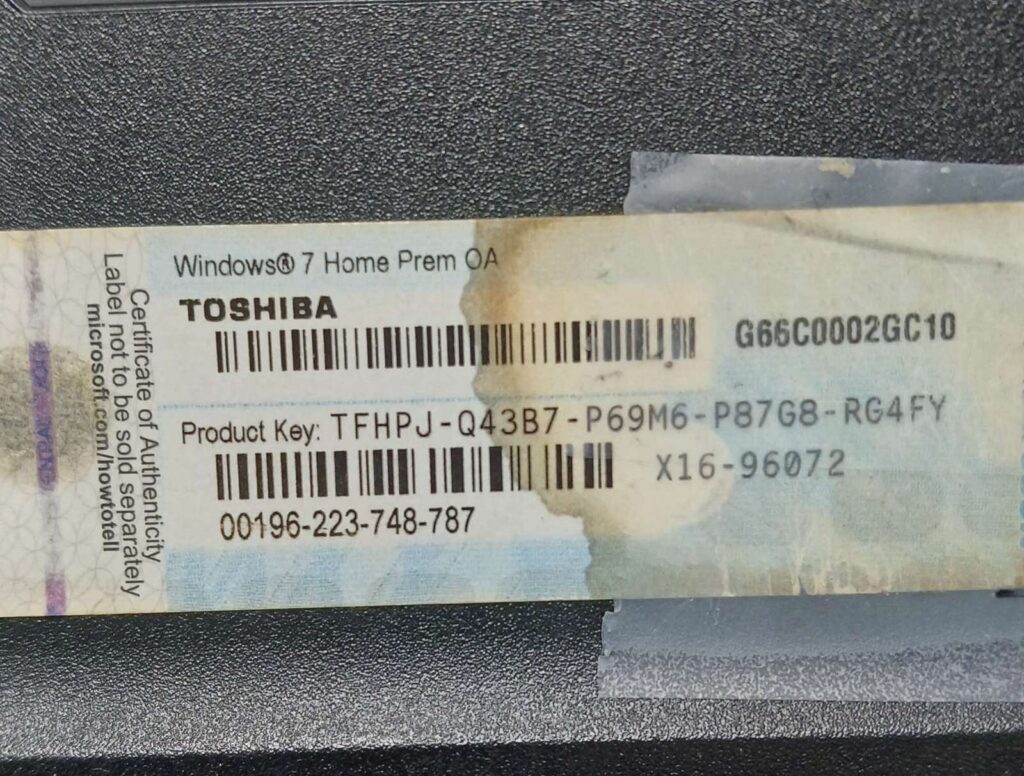 Windows® 7 Home Prem OA
TOSHIBA
G66C0002GC10
Product Key: TFHPJ-Q43B7-P69M6-P87G8-RG4FY
X16-96072
00196-223-748-787
Certificate of Authenticity
Label not to be sold separately
microsoft.com/howtotell